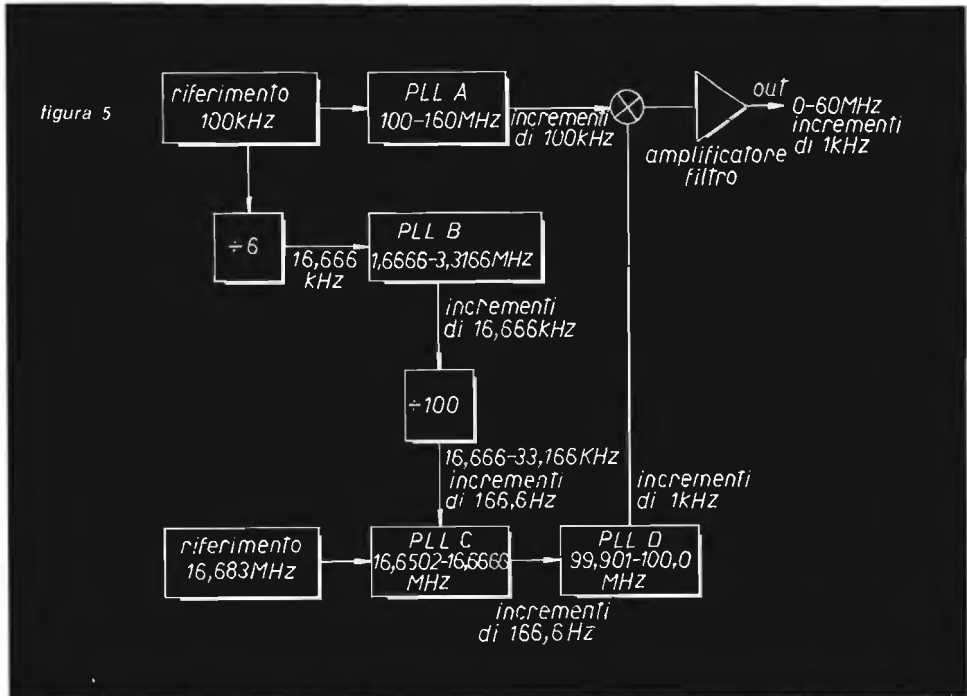 figura 5
riferimento
100KHZ
PLL A
100-160MHZ
incrementi
di 100kHz
out
0-60MHz
incrementi
di 1kHz
amplificatore
filtro
÷6
16,666
kHz
PLL B
1,6666-3,3166MHz
incrementi
di 16,666kHz
÷100
16,666-33,166KHz
incrementi
di 166,6Hz
incrementi
di 1kHz
riferimento
16,683MHz
PLL C
16,6502-16,6666
MHz
PLL D
99,901-100,0
MHz
incrementi
di 166,6Hz